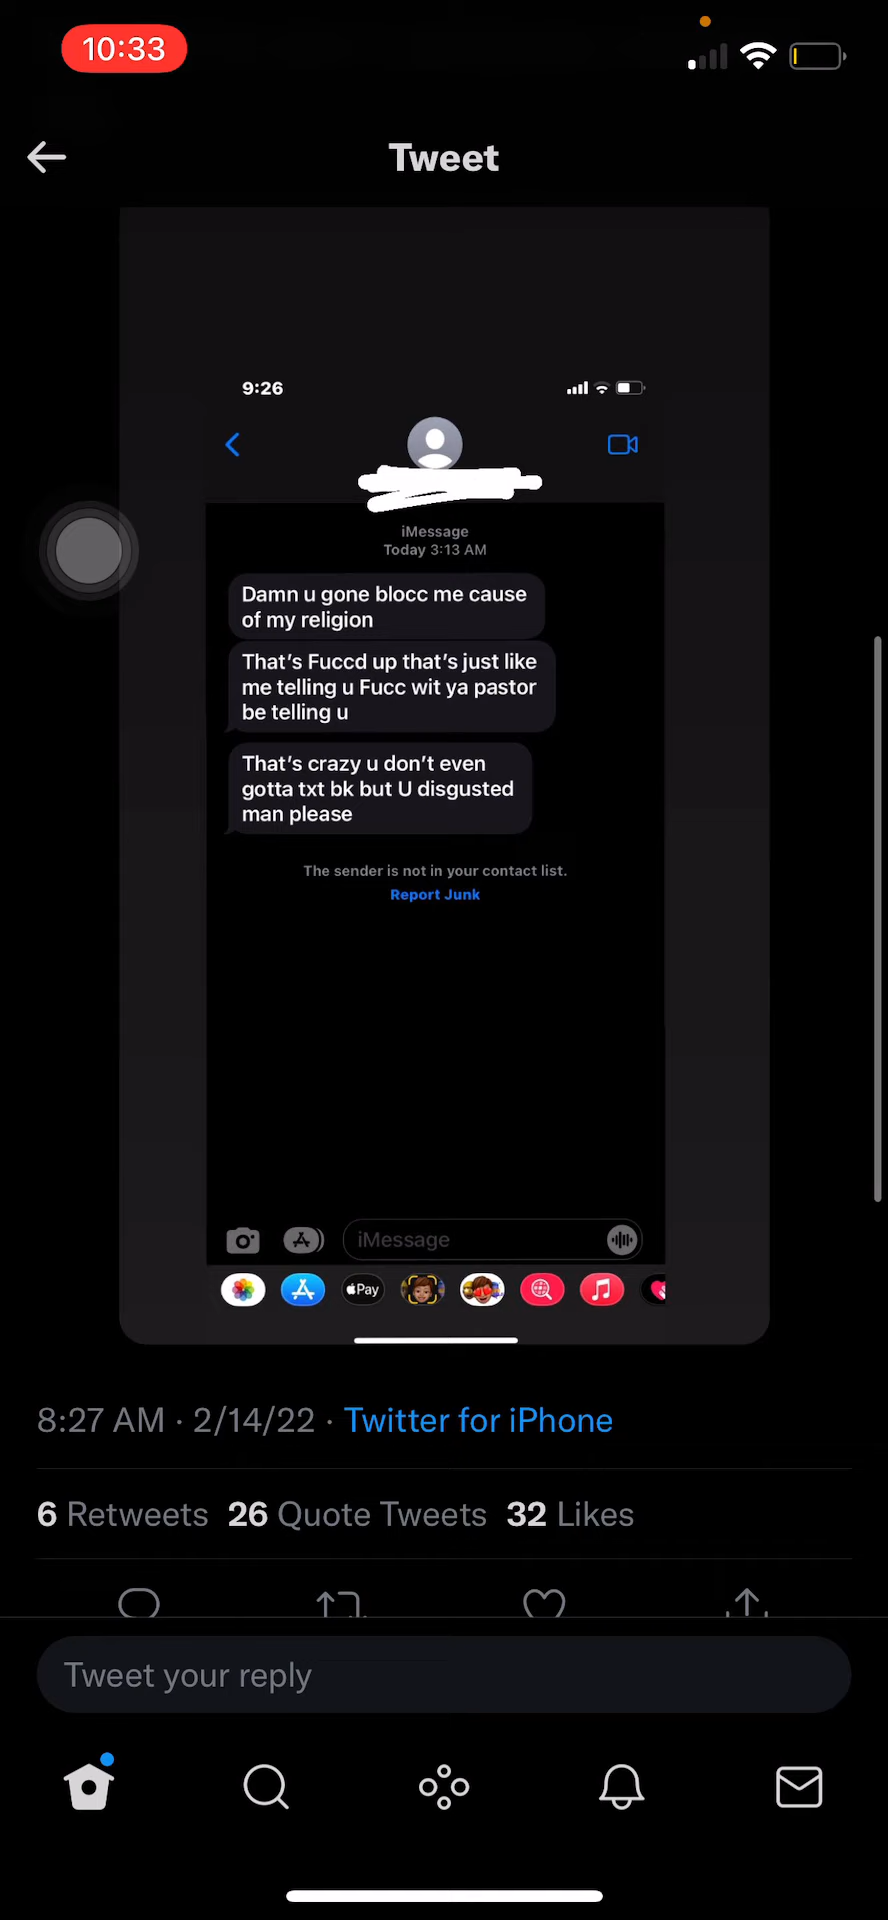 10:33
Tweet
9:26
iMessage
Today 3:13 AM
Damn u gone blocc me cause
of my religion
That's Fuccd up that's just like
me telling u Fucc wit ya pastor
be telling u
That's crazy u don't even
gotta txt bk but U disgusted
man please
The sender is not in your contact list.
Report Junk
iMessage
Pay
8:27 AM · 2/14/22 · Twitter for iPhone
6 Retweets 26 Quote Tweets 32 Likes
Tweet your reply